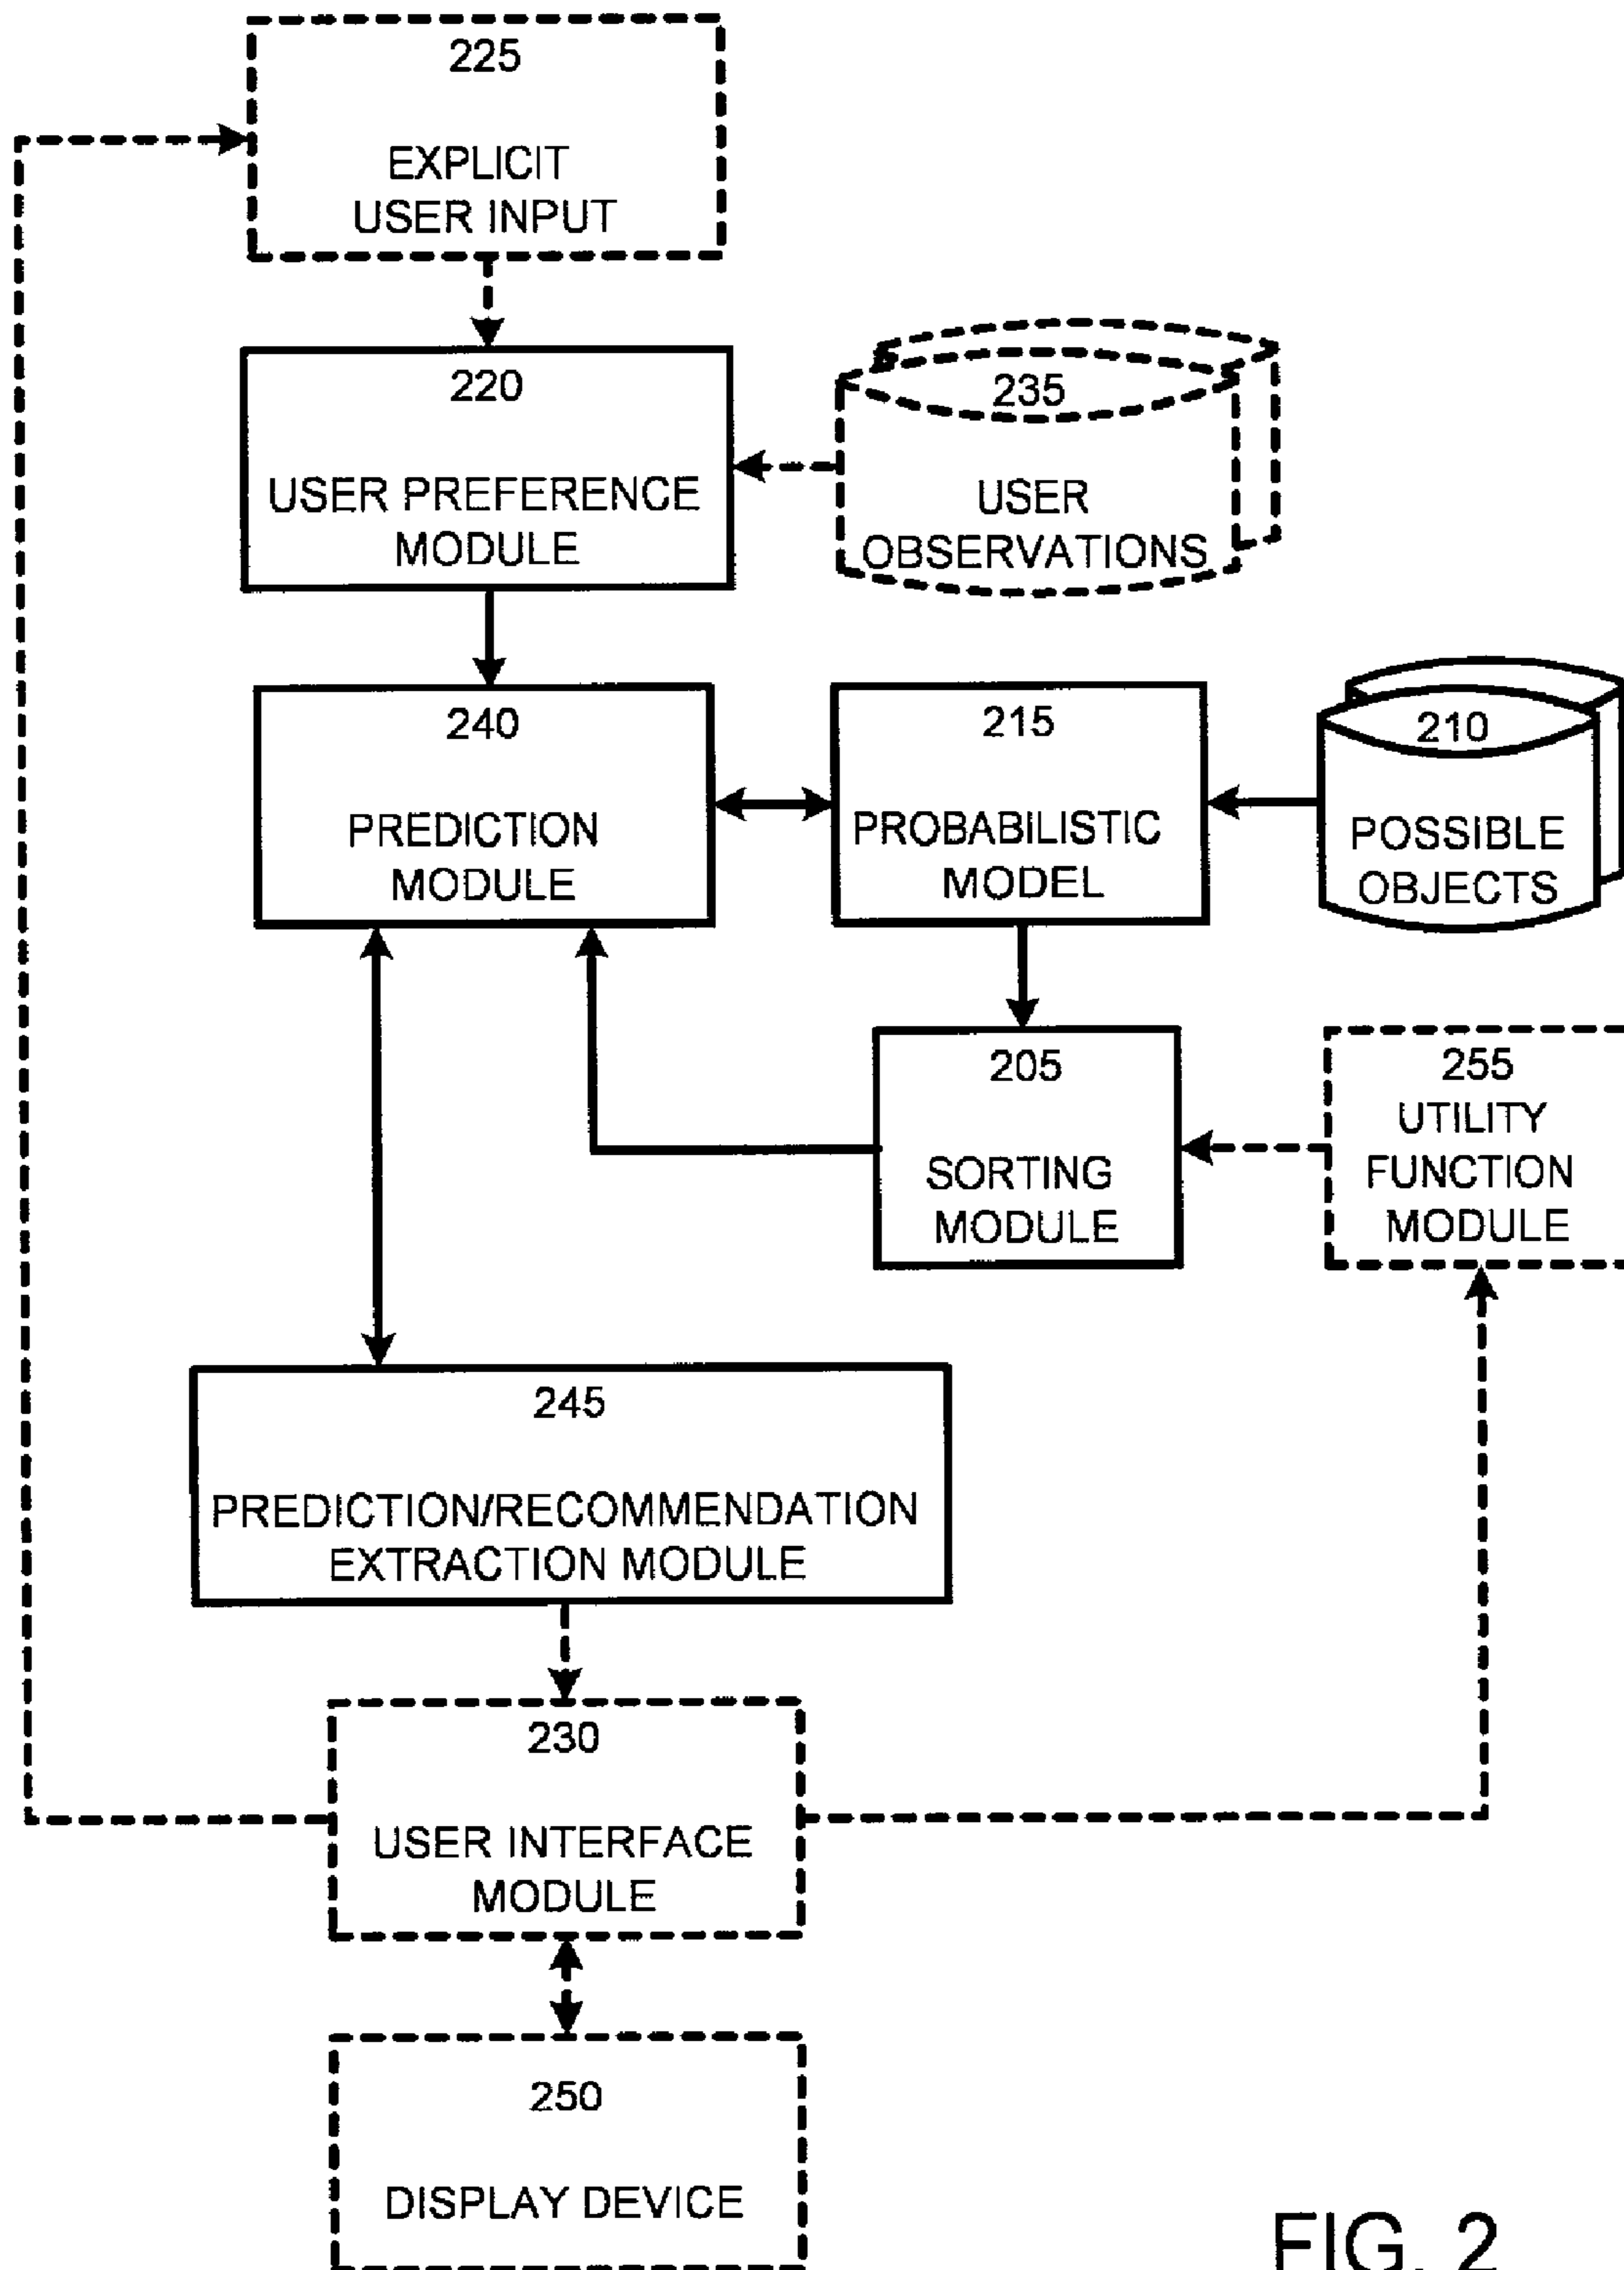 225
EXPLICIT
USER INPUT
220
USER PREFERENCE
MODULE
235
USER
OBSERVATIONS
240
PREDICTION
MODULE
215
PROBABILISTIC
MODEL
210
POSSIBLE
OBJECTS
205
SORTING
MODULE
255
UTILITY
FUNCTION
MODULE
245
PREDICTION/RECOMMENDATION
EXTRACTION MODULE
230
USER INTERFACE
MODULE
250
DISPLAY DEVICE
FIG. 2